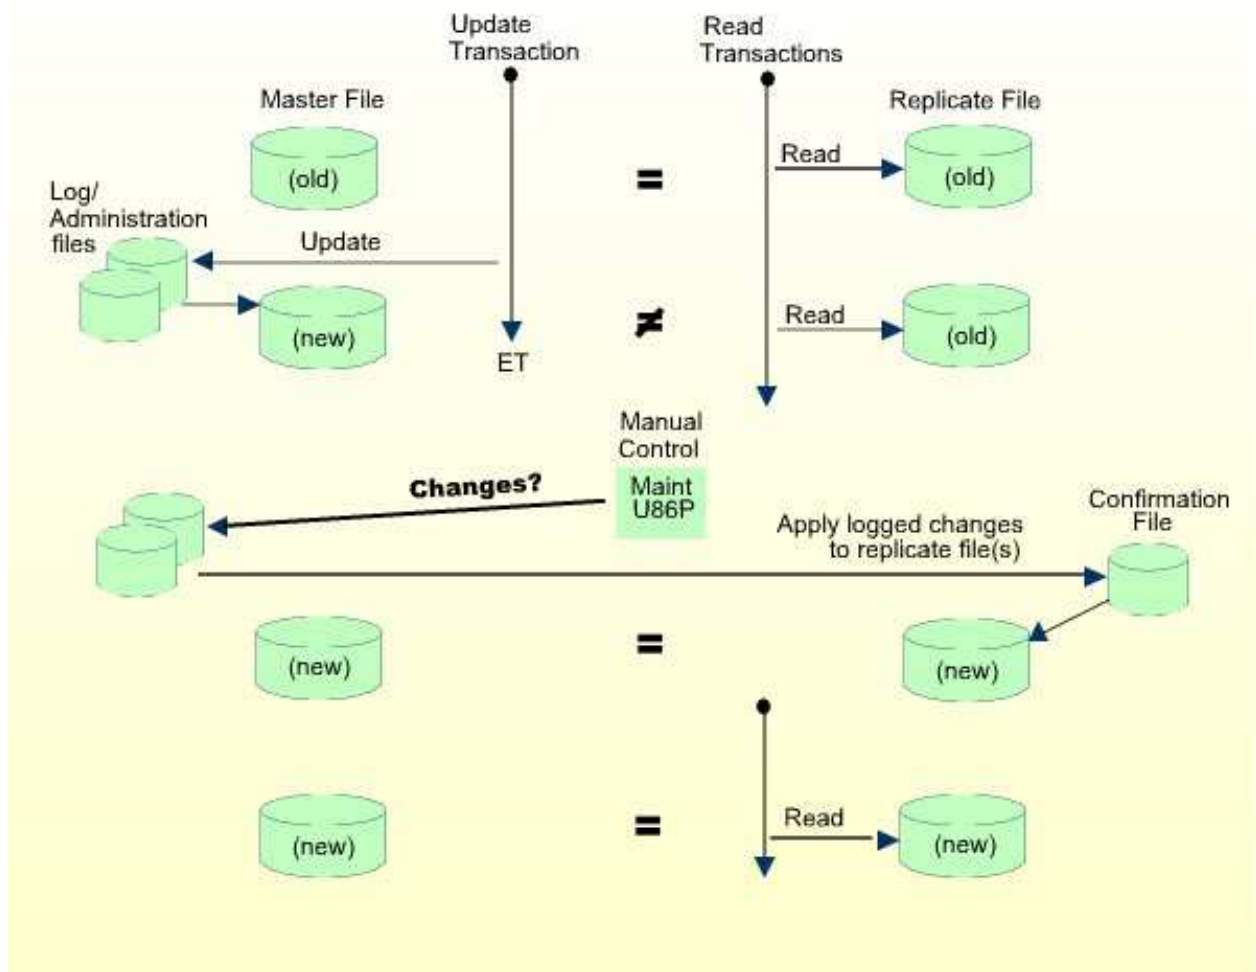 Update
Transaction
Read
Transactions
Master File
Replicate File
(old)
=
Read
(old)
Log/
Administration
files
Update
(new)
≠
Read
(old)
ET
Manual
Control
Changes?
Maint
U86P
Apply logged changes
to replicate file(s)
Confirmation
File
(new)
=
(new)
(new)
=
Read
(new)